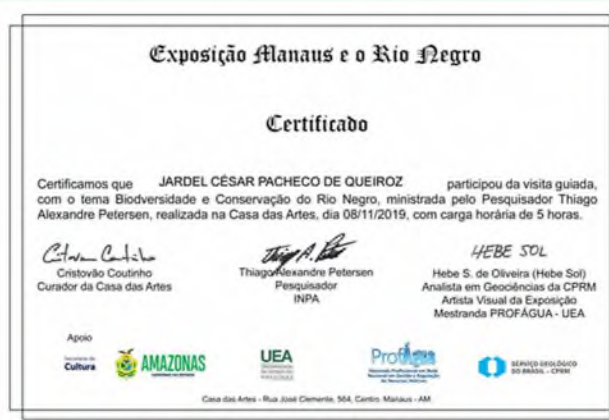 Exposição Manaus e o Rio Negro
Certificado
Certificamos que JARDEL CÉSAR PACHECO DE QUEIROZ participou da visita guiada,
com o tema Biodversidade e Conservação do Rio Negro, ministrada pelo Pesquisador Thiago
Alexandre Petersen, realizada na Casa das Artes, dia 08/11/2019, com carga horária de 5 horas.
HEBE SOL
Cristovão Coutinho
Curador da Casa das Artes
Thiago Alexandre Petersen
Pesquisador
INPA
Hebe S. de Oliveira (Hebe Sol)
Analista em Geociências da CPRM
Artista Visual da Exposição
Mestranda PROFÁGUA - UEA
Apoio
Secretaria de
Cultura
AMAZONAS
GOVERNO DO ESTADO
UEA
ProfÁgua
SERVIÇO GEOLÓGICO
DO BRASIL - CPRM
Casa das Artes - Rua José Clemente, 564, Centro. Manaus - AM